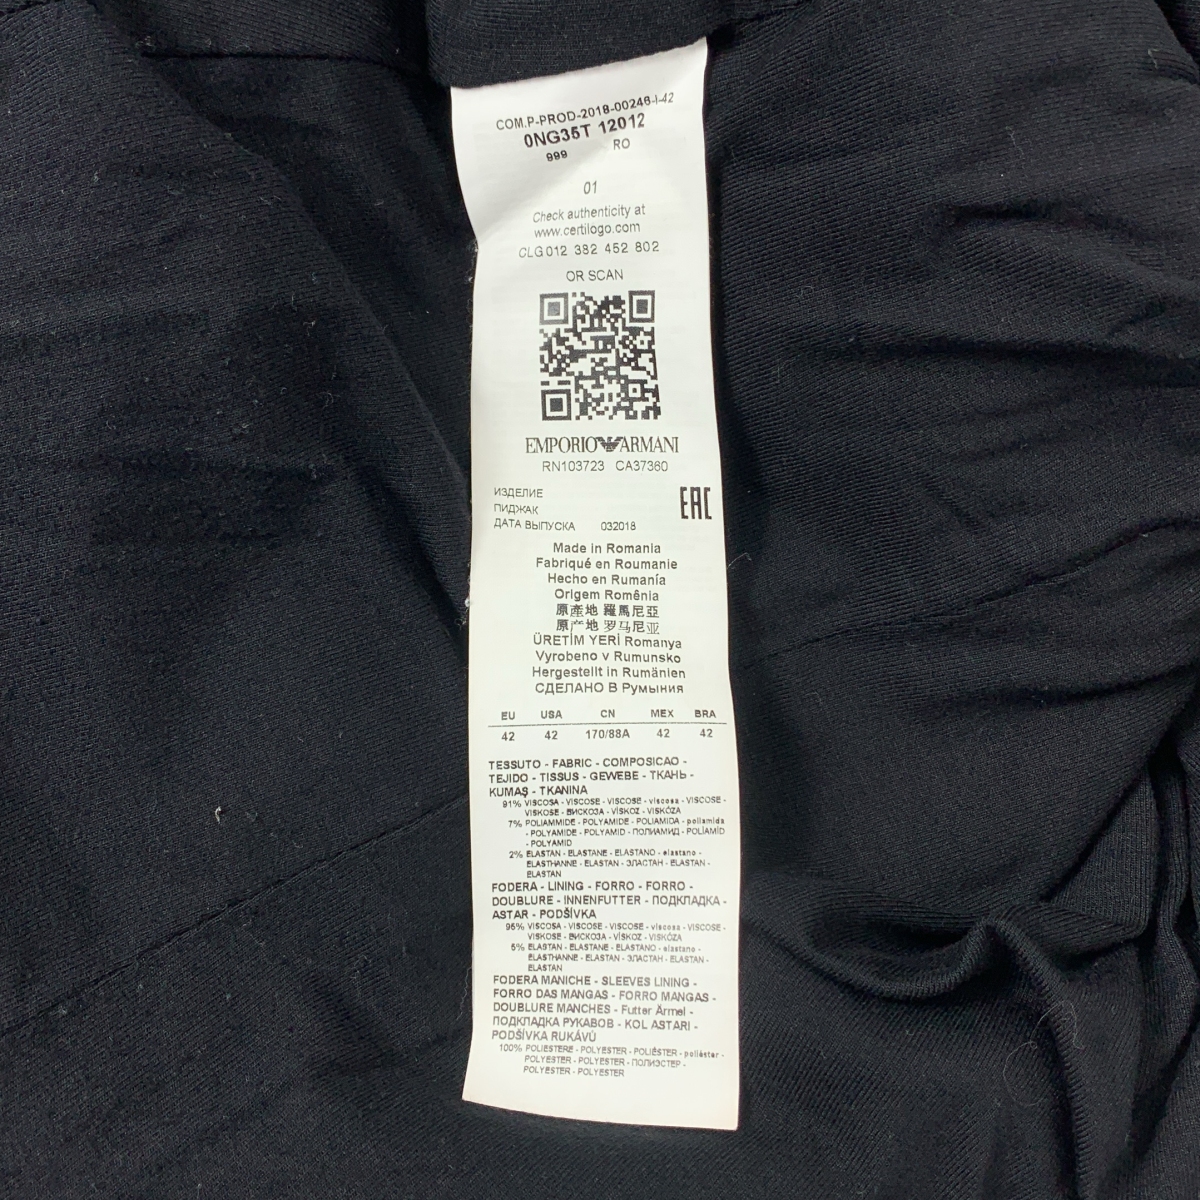 COM.P-PROD-2018-00246-I-42
0NG35T 12012
999 RO
01
Check authenticity at
www.certilogo.com
CLG 012 382 452 802
OR SCAN
EMPORIO ARMANI
RN103723 CA37360
ИЗДЕЛИЕ
ПИДЖАК
ДАТА ВЫПУСКА 032018
EAC
Made in Romania
Fabriqué en Roumanie
Hecho en Rumanía
Origem Romênia
原產地 羅馬尼亞
原产地 罗马尼亚
ÜRETİM YERİ Romanya
Vyrobeno v Rumunsko
Hergestellt in Rumänien
СДЕЛАНО В Румыния
EU USA CN MEX BRA
42 42 170/88A 42 42
TESSUTO - FABRIC - COMPOSICAO -
TEJIDO - TISSUS - GEWEBE - ТКАНЬ -
KUMAŞ - TKANINA
91% VISCOSA - VISCOSE - VISCOSE - viscosa - VISCOSE -
VISKOSE - ВИСКОЗА - VİSKOZ - VISKÓZA
7% POLIAMMIDE - POLYAMIDE - POLIAMIDA - poliamida
- POLYAMIDE - POLYAMID - ПОЛИАМИД - POLİAMİD
- POLYAMID
2% ELASTAN - ELASTANE - ELASTANO - elastano -
ELASTHANNE - ELASTAN - ЭЛАСТАН - ELASTAN -
ELASTAN
FODERA - LINING - FORRO - FORRO -
DOUBLURE - INNENFUTTER - ПОДКЛАДКА -
ASTAR - PODŠÍVKA
95% VISCOSA - VISCOSE - VISCOSE - viscosa - VISCOSE -
VISKOSE - ВИСКОЗА - VİSKOZ - VISKÓZA
5% ELASTAN - ELASTANE - ELASTANO - elastano -
ELASTHANNE - ELASTAN - ЭЛАСТАН - ELASTAN -
ELASTAN
FODERA MANICHE - SLEEVES LINING -
FORRO DAS MANGAS - FORRO MANGAS -
DOUBLURE MANCHES - Futter Ärmel -
ПОДКЛАДКА РУКАВОВ - KOL ASTARI -
PODŠÍVKA RUKÁVŮ
100% POLIESTERE - POLYESTER - POLIÉSTER - poliéster -
POLYESTER - POLYESTER - ПОЛИЭСТЕР -
POLYESTER - POLYESTER